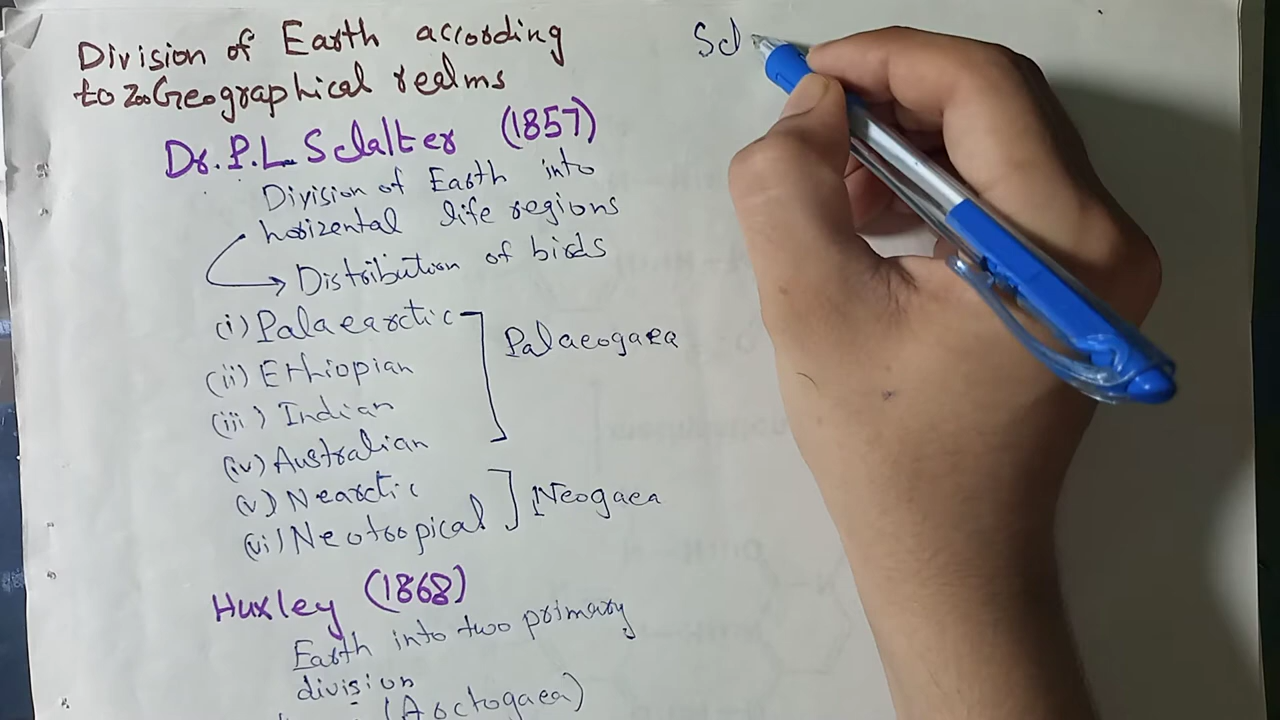 Division of Earth according
to ZooGeographical realms
Dr. P.L. Sclalter (1857)
Division of Earth into
horizental life regions
Distribution of birds
(i) Palaearctic
Palaeogaea
(ii) Ethiopian
(iii) Indian
(iv) Australian
(v) Nearctic
Neogaea
(vi) Neotropical
Huxley (1868)
Earth into two primary
division
(Arctogaea)
Scl